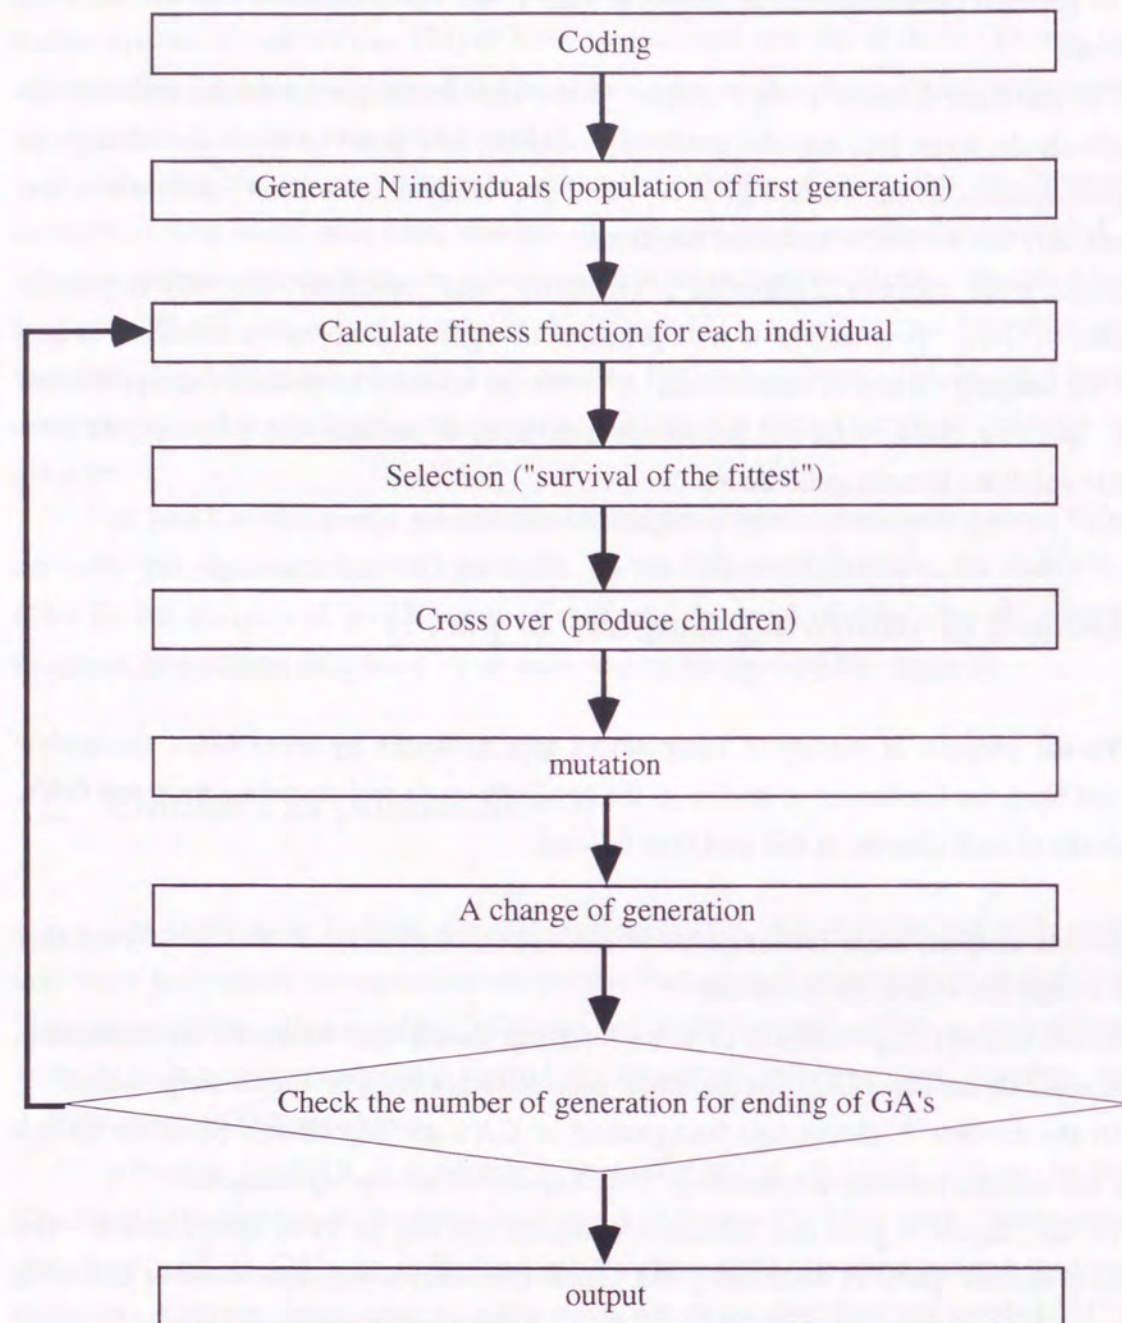 Coding
Generate N individuals (population of first generation)
Calculate fitness function for each individual
Selection ("survival of the fittest")
Cross over (produce children)
mutation
A change of generation
Check the number of generation for ending of GA's
output